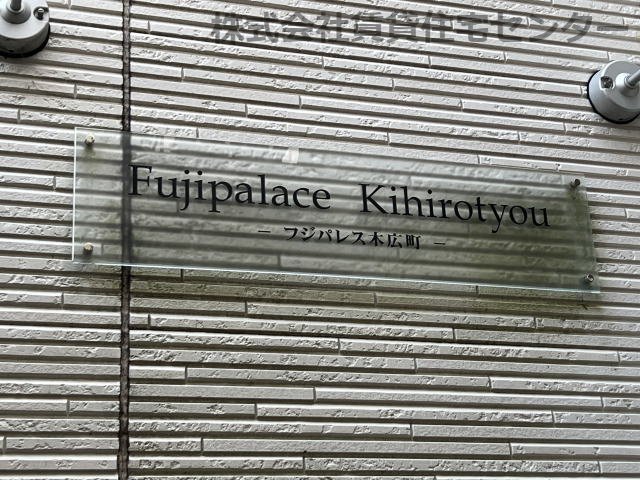 株式会社賃貸住宅センター
Fujipalace Kihirotyou
― フジパレス木広町 ―